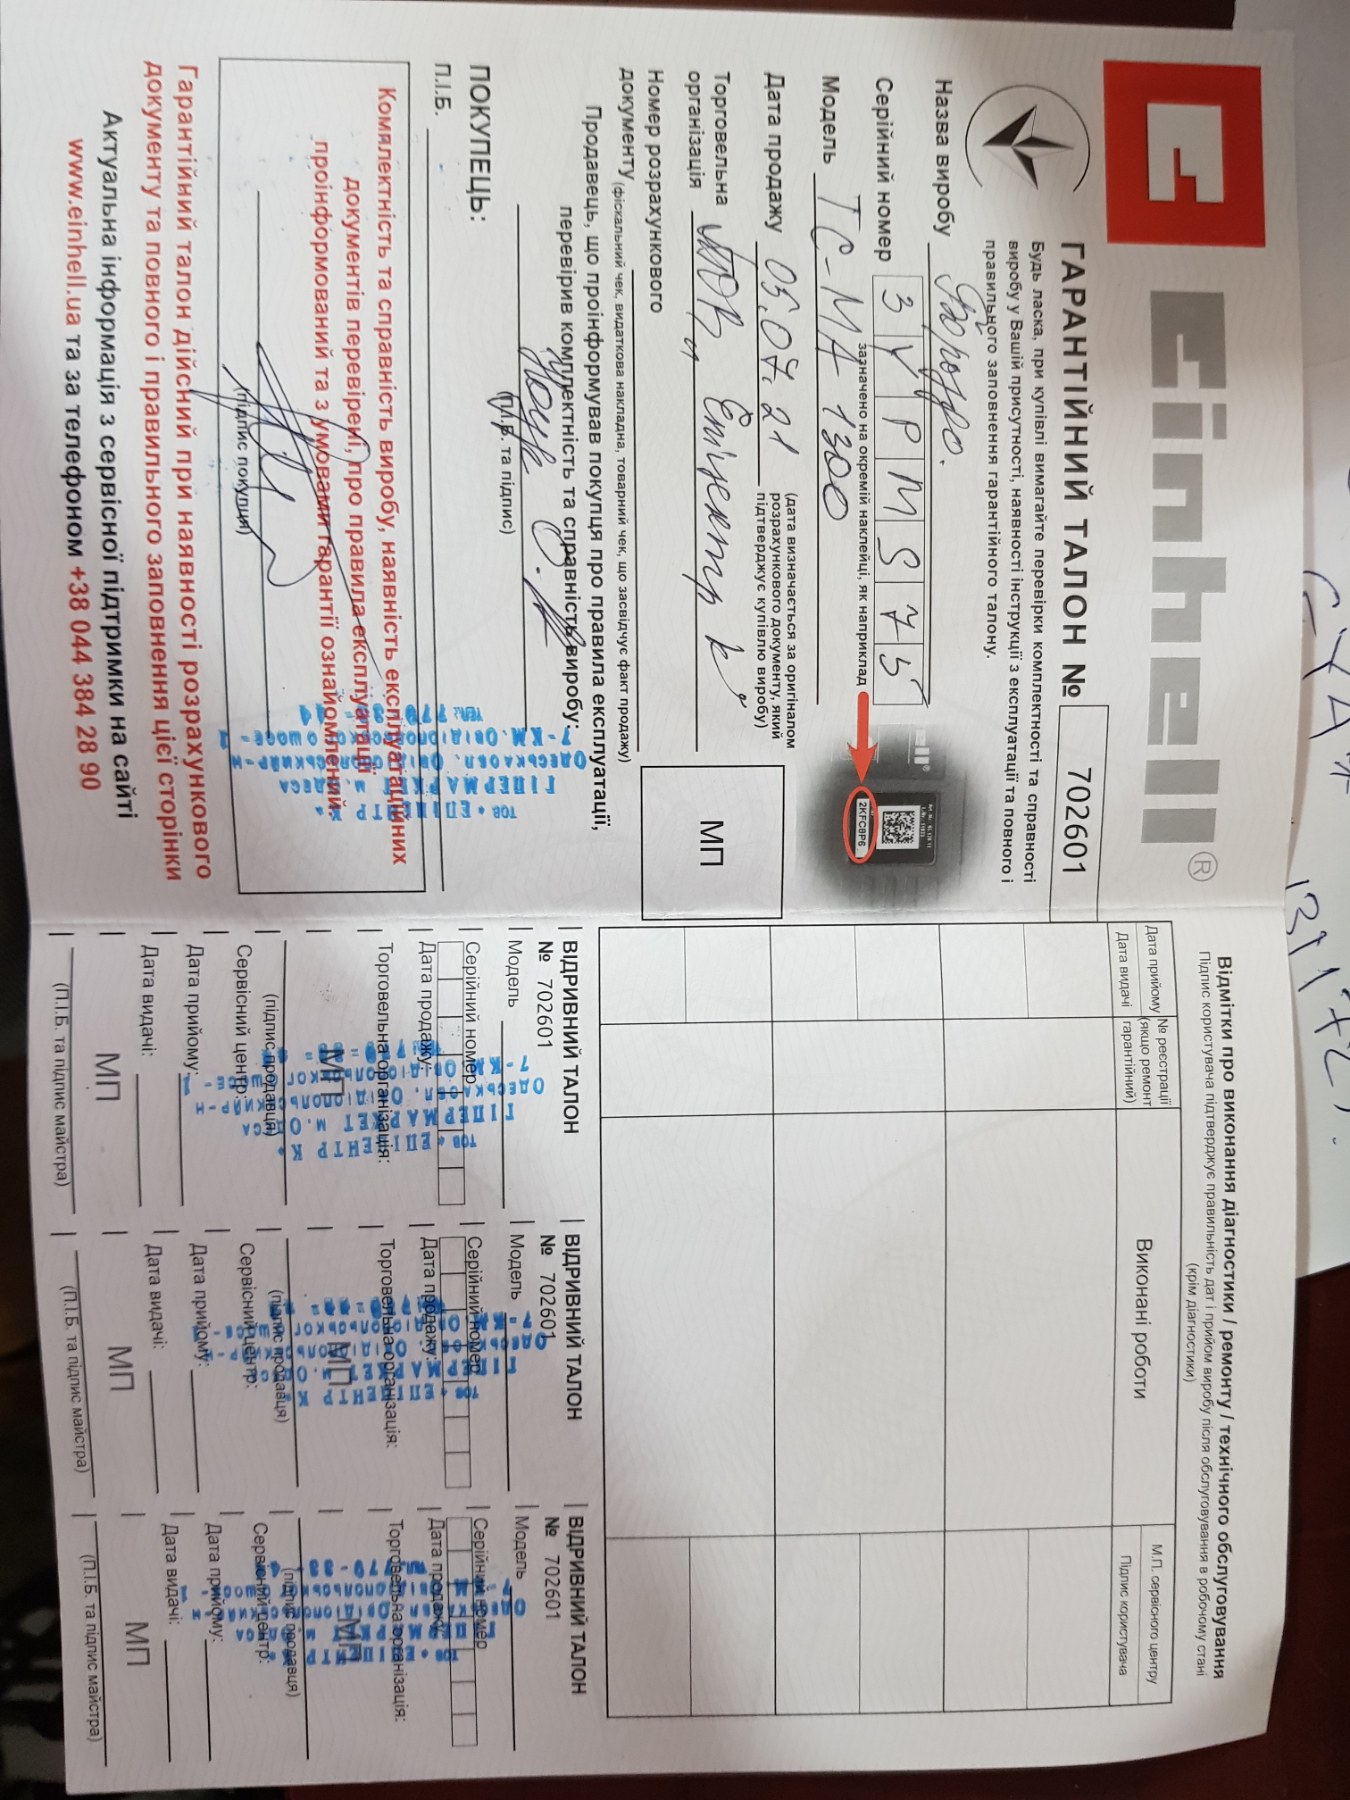 einhell®
ГАРАНТІЙНИЙ ТАЛОН № 702601
Будь ласка, при купівлі вимагайте перевірки комплектності та справності
виробу у Вашій присутності, наявності інструкції з експлуатації та повного і
правильного заповнення гарантійного талону.
Назва виробу
Серійний номер 3 Y P M S 7 5
зазначено на окремій наклейці, як наприклад
2KFC8P6
Модель TC-MX 1300
Дата продажу 05.07.21
(дата визначається за оригіналом
розрахункового документу, який
підтверджує купівлю виробу)
Торговельна
організація ТОВ Епіцентр К
Номер розрахункового
документу (фіскальний чек, видаткова накладна, товарний чек, що засвідчує факт продажу)
МП
Продавець, що проінформував покупця про правила експлуатації,
перевірив комплектність та справність виробу:
(П.І.Б. та підпис)
ПОКУПЕЦЬ:
П.І.Б.
Комплектність та справність виробу, наявність експлуатаційних
документів перевірені, про правила експлуатації
проінформований та з умовами гарантії ознайомлений.
(підпис покупця)
ТОВ "ЕПІЦЕНТР К"
ГІПЕРМАРКЕТ м.ОДЕСА
Гарантійний талон дійсний при наявності розрахункового
документу та повного і правильного заповнення цієї сторінки
Актуальна інформація з сервісної підтримки на сайті
www.einhell.ua та за телефоном +38 044 384 28 90
Відмітки про виконання діагностики / ремонту / технічного обслуговування
Підпис користувача підтверджує правильність дат і прийом виробу після обслуговування в робочому стані
(крім діагностики)
Дата прийому
Дата видачі
№ реєстрації
(якщо ремонт
гарантійний)
Виконані роботи
М.П. сервісного центру
Підпис користувача
ВІДРИВНИЙ ТАЛОН
№ 702601
Модель
Серійний номер
Дата продажу:
Торговельна організація:
МП
(підпис продавця)
Сервісний центр:
Дата прийому:
Дата видачі:
МП
(П.І.Б. та підпис майстра)
ВІДРИВНИЙ ТАЛОН
№ 702601
Модель
Серійний номер
Дата продажу:
Торговельна організація:
МП
(підпис продавця)
Сервісний центр:
Дата прийому:
Дата видачі:
МП
(П.І.Б. та підпис майстра)
ВІДРИВНИЙ ТАЛОН
№ 702601
Модель
Серійний номер
Дата продажу:
Торговельна організація:
МП
(підпис продавця)
Сервісний центр:
Дата прийому:
Дата видачі:
МП
(П.І.Б. та підпис майстра)